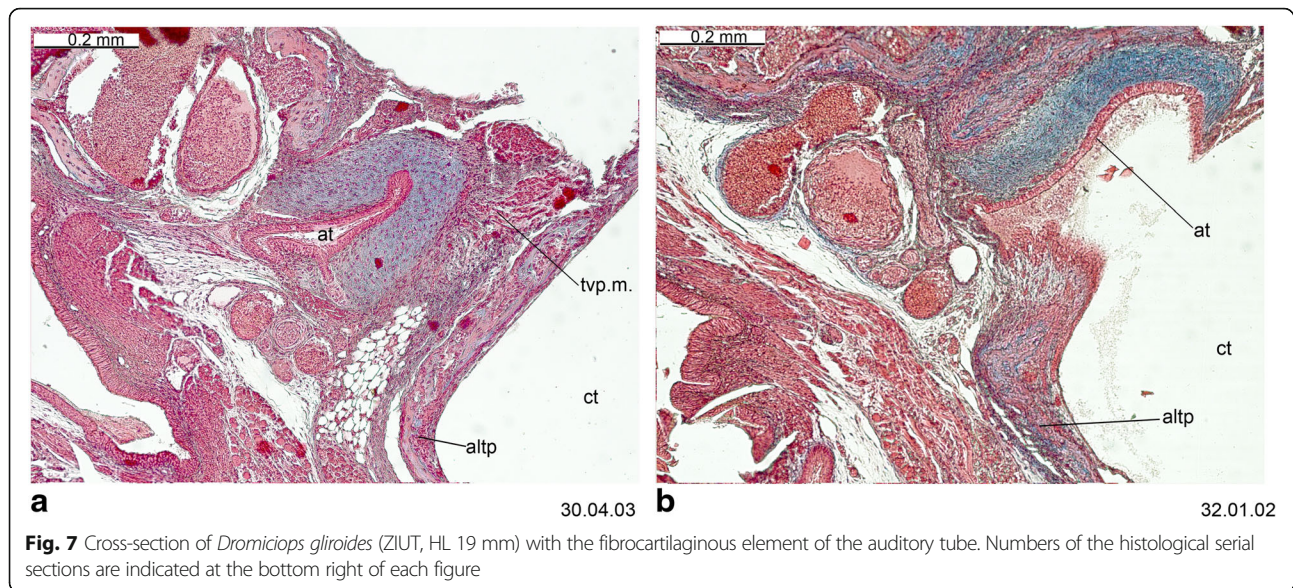 0.2 mm
at
tvp.m.
ct
altp
a
30.04.03
0.2 mm
at
ct
altp
b
32.01.02
Fig. 7 Cross-section of Dromiciops gliroides (ZIUT, HL 19 mm) with the fibrocartilaginous element of the auditory tube. Numbers of the histological serial
sections are indicated at the bottom right of each figure